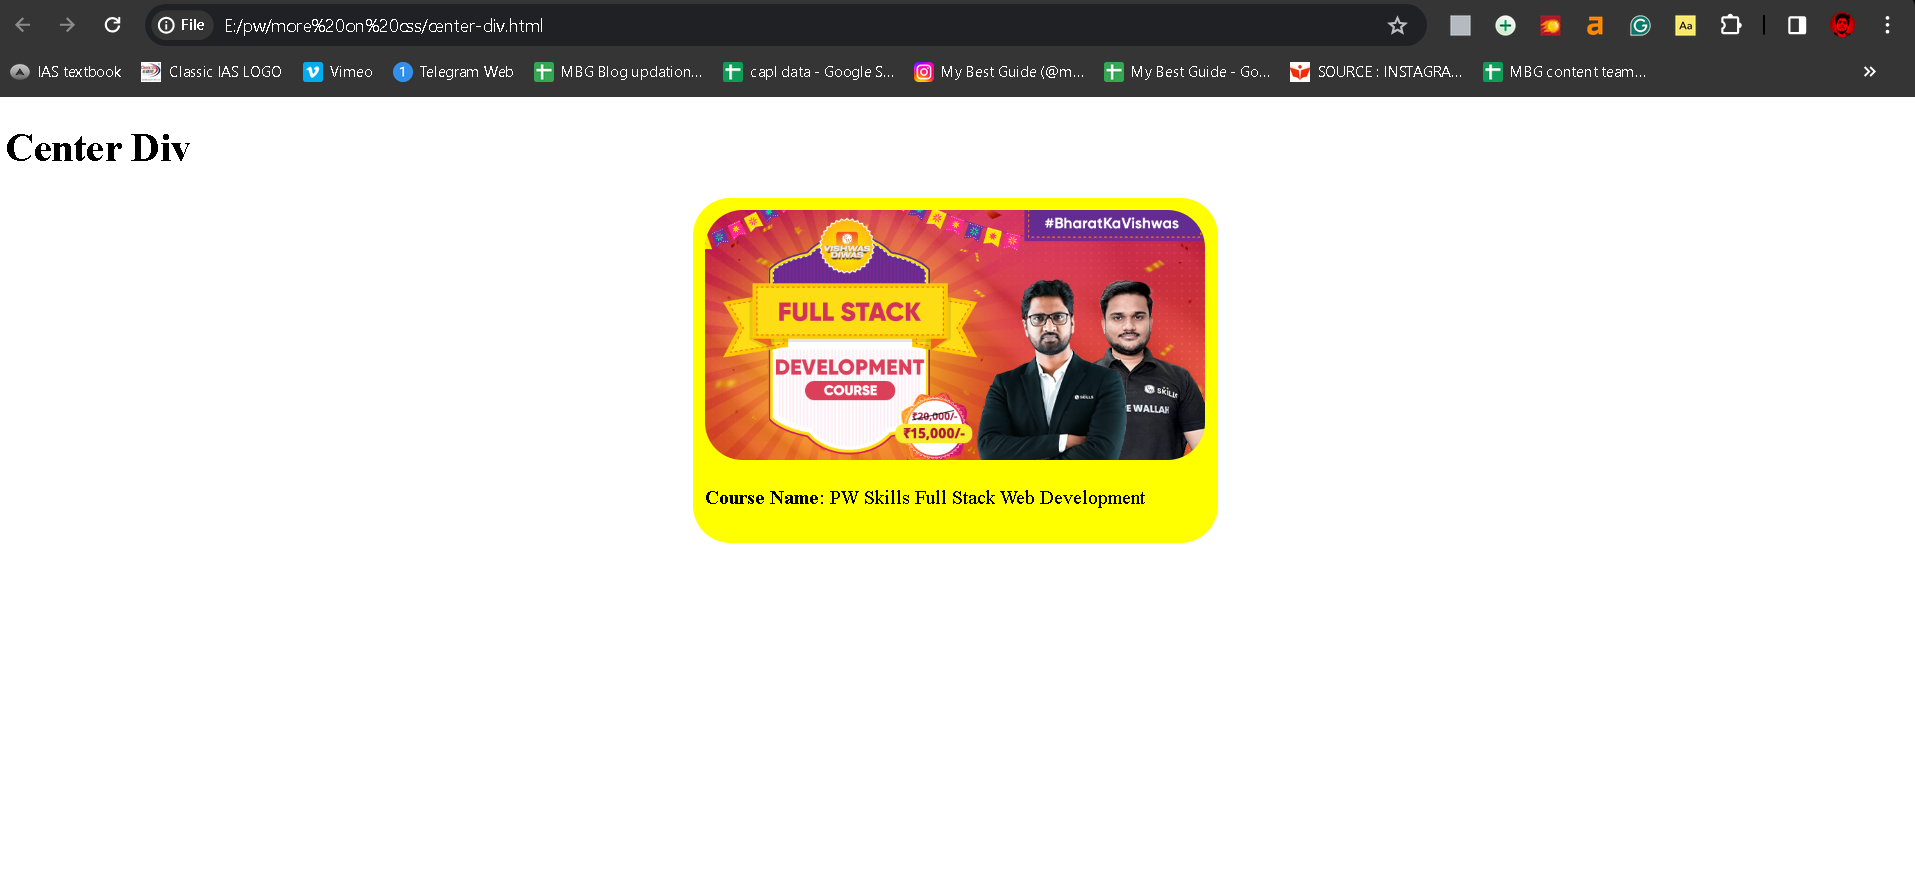 File
E:/pw/more%20on%20css/center-div.html
Aa
IAS textbook
Classic IAS LOGO
Vimeo
1
Telegram Web
MBG Blog updation...
capl data - Google S...
My Best Guide (@m...
My Best Guide - Go...
SOURCE : INSTAGRA...
MBG content team...
Center Div
#BharatKaVishwas
VISHWAS
DIWAS
FULL STACK
DEVELOPMENT
COURSE
₹20,000/-
₹15,000/-
SKILLS
SKILLS
E WALLAH
Course Name: PW Skills Full Stack Web Development